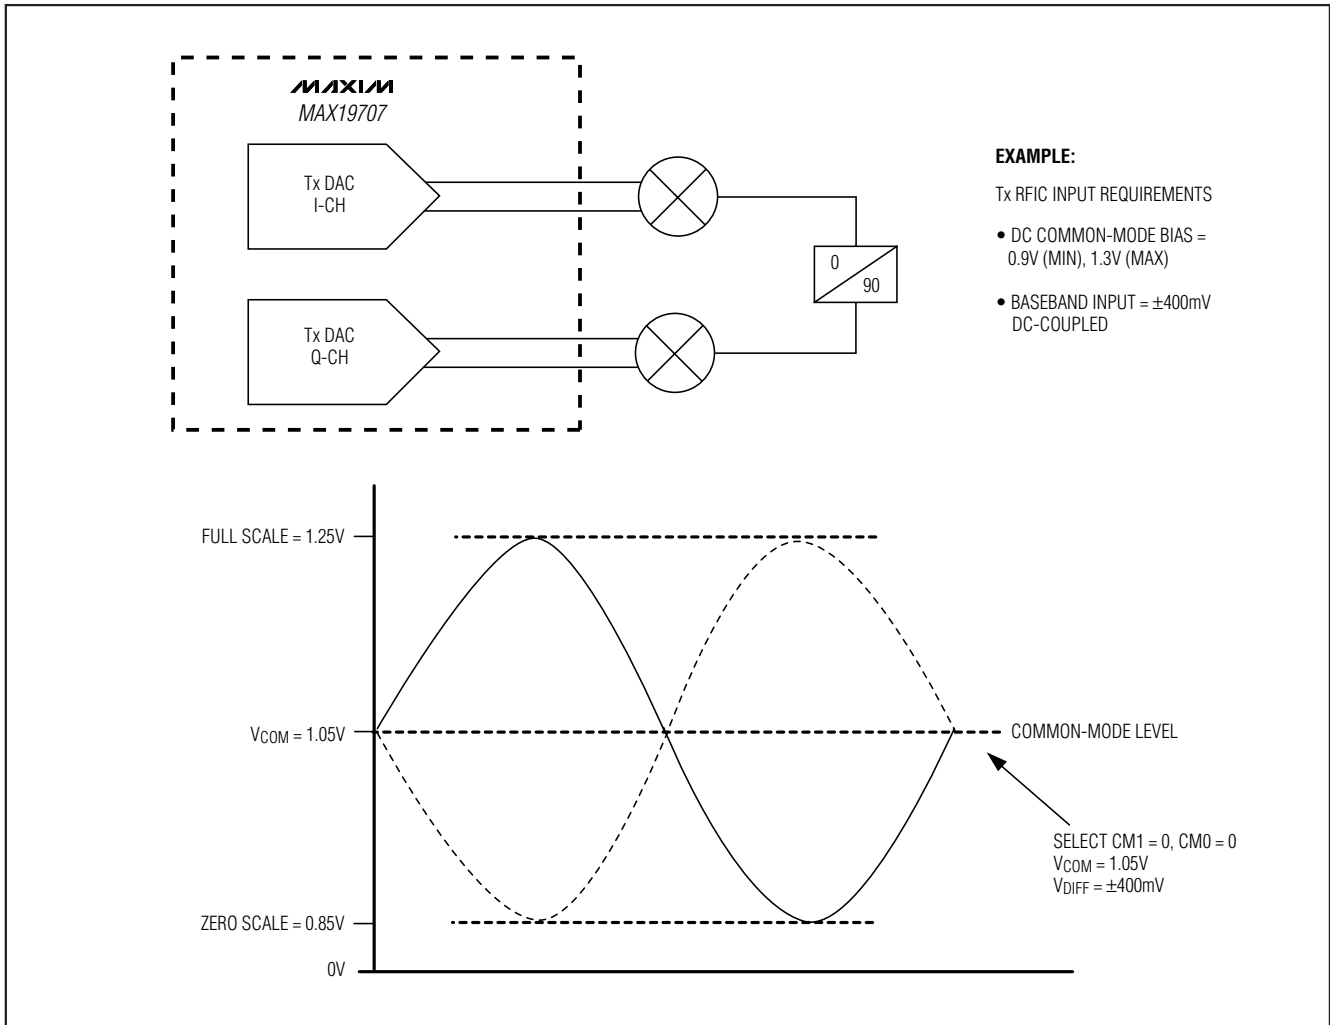 MAXIM
MAX19707
Tx DAC
I-CH
Tx DAC
Q-CH
0
90
EXAMPLE:
Tx RFIC INPUT REQUIREMENTS
• DC COMMON-MODE BIAS =
0.9V (MIN), 1.3V (MAX)
• BASEBAND INPUT = ±400mV
DC-COUPLED
FULL SCALE = 1.25V
VCOM = 1.05V
COMMON-MODE LEVEL
SELECT CM1 = 0, CM0 = 0
VCOM = 1.05V
VDIFF = ±400mV
ZERO SCALE = 0.85V
0V